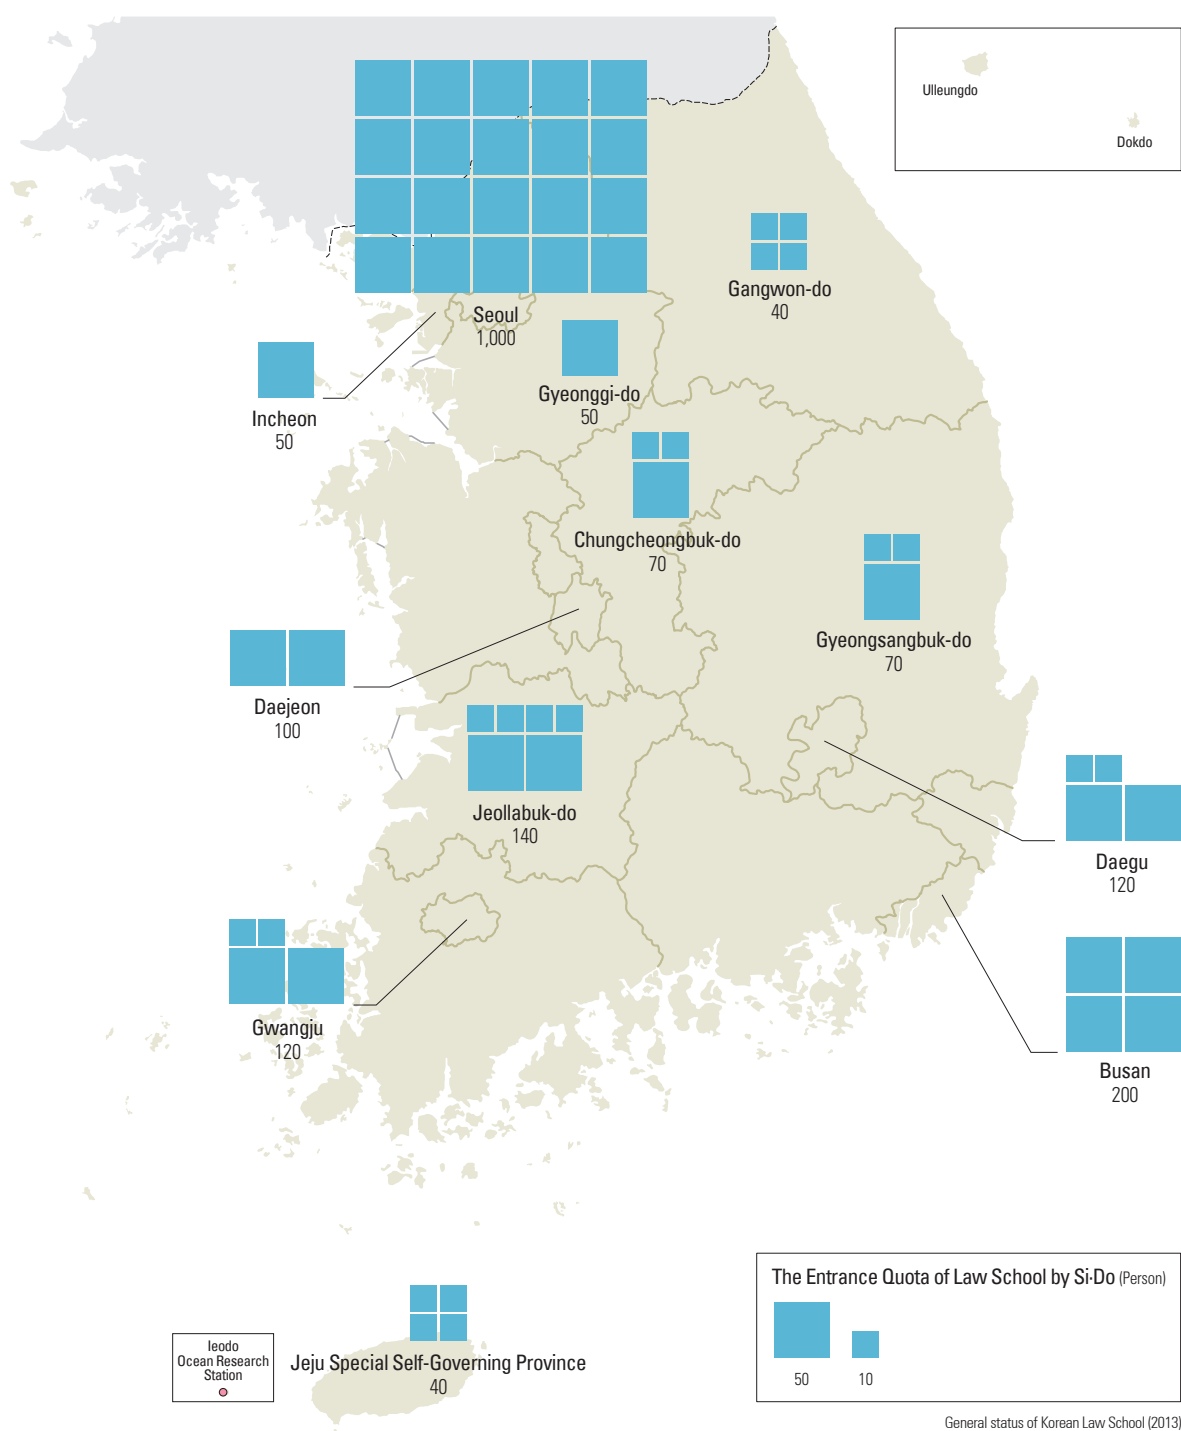 Ulleungdo
Dokdo
Gangwon-do
40
Seoul
1,000
Gyeonggi-do
50
Incheon
50
Chungcheongbuk-do
70
Gyeongsangbuk-do
70
Daejeon
100
Jeollabuk-do
140
Daegu
120
Gwangju
120
Busan
200
Jeju Special Self-Governing Province
40
Ieodo
Ocean Research
Station
The Entrance Quota of Law School by Si·Do (Person)
50
10
General status of Korean Law School (2013)